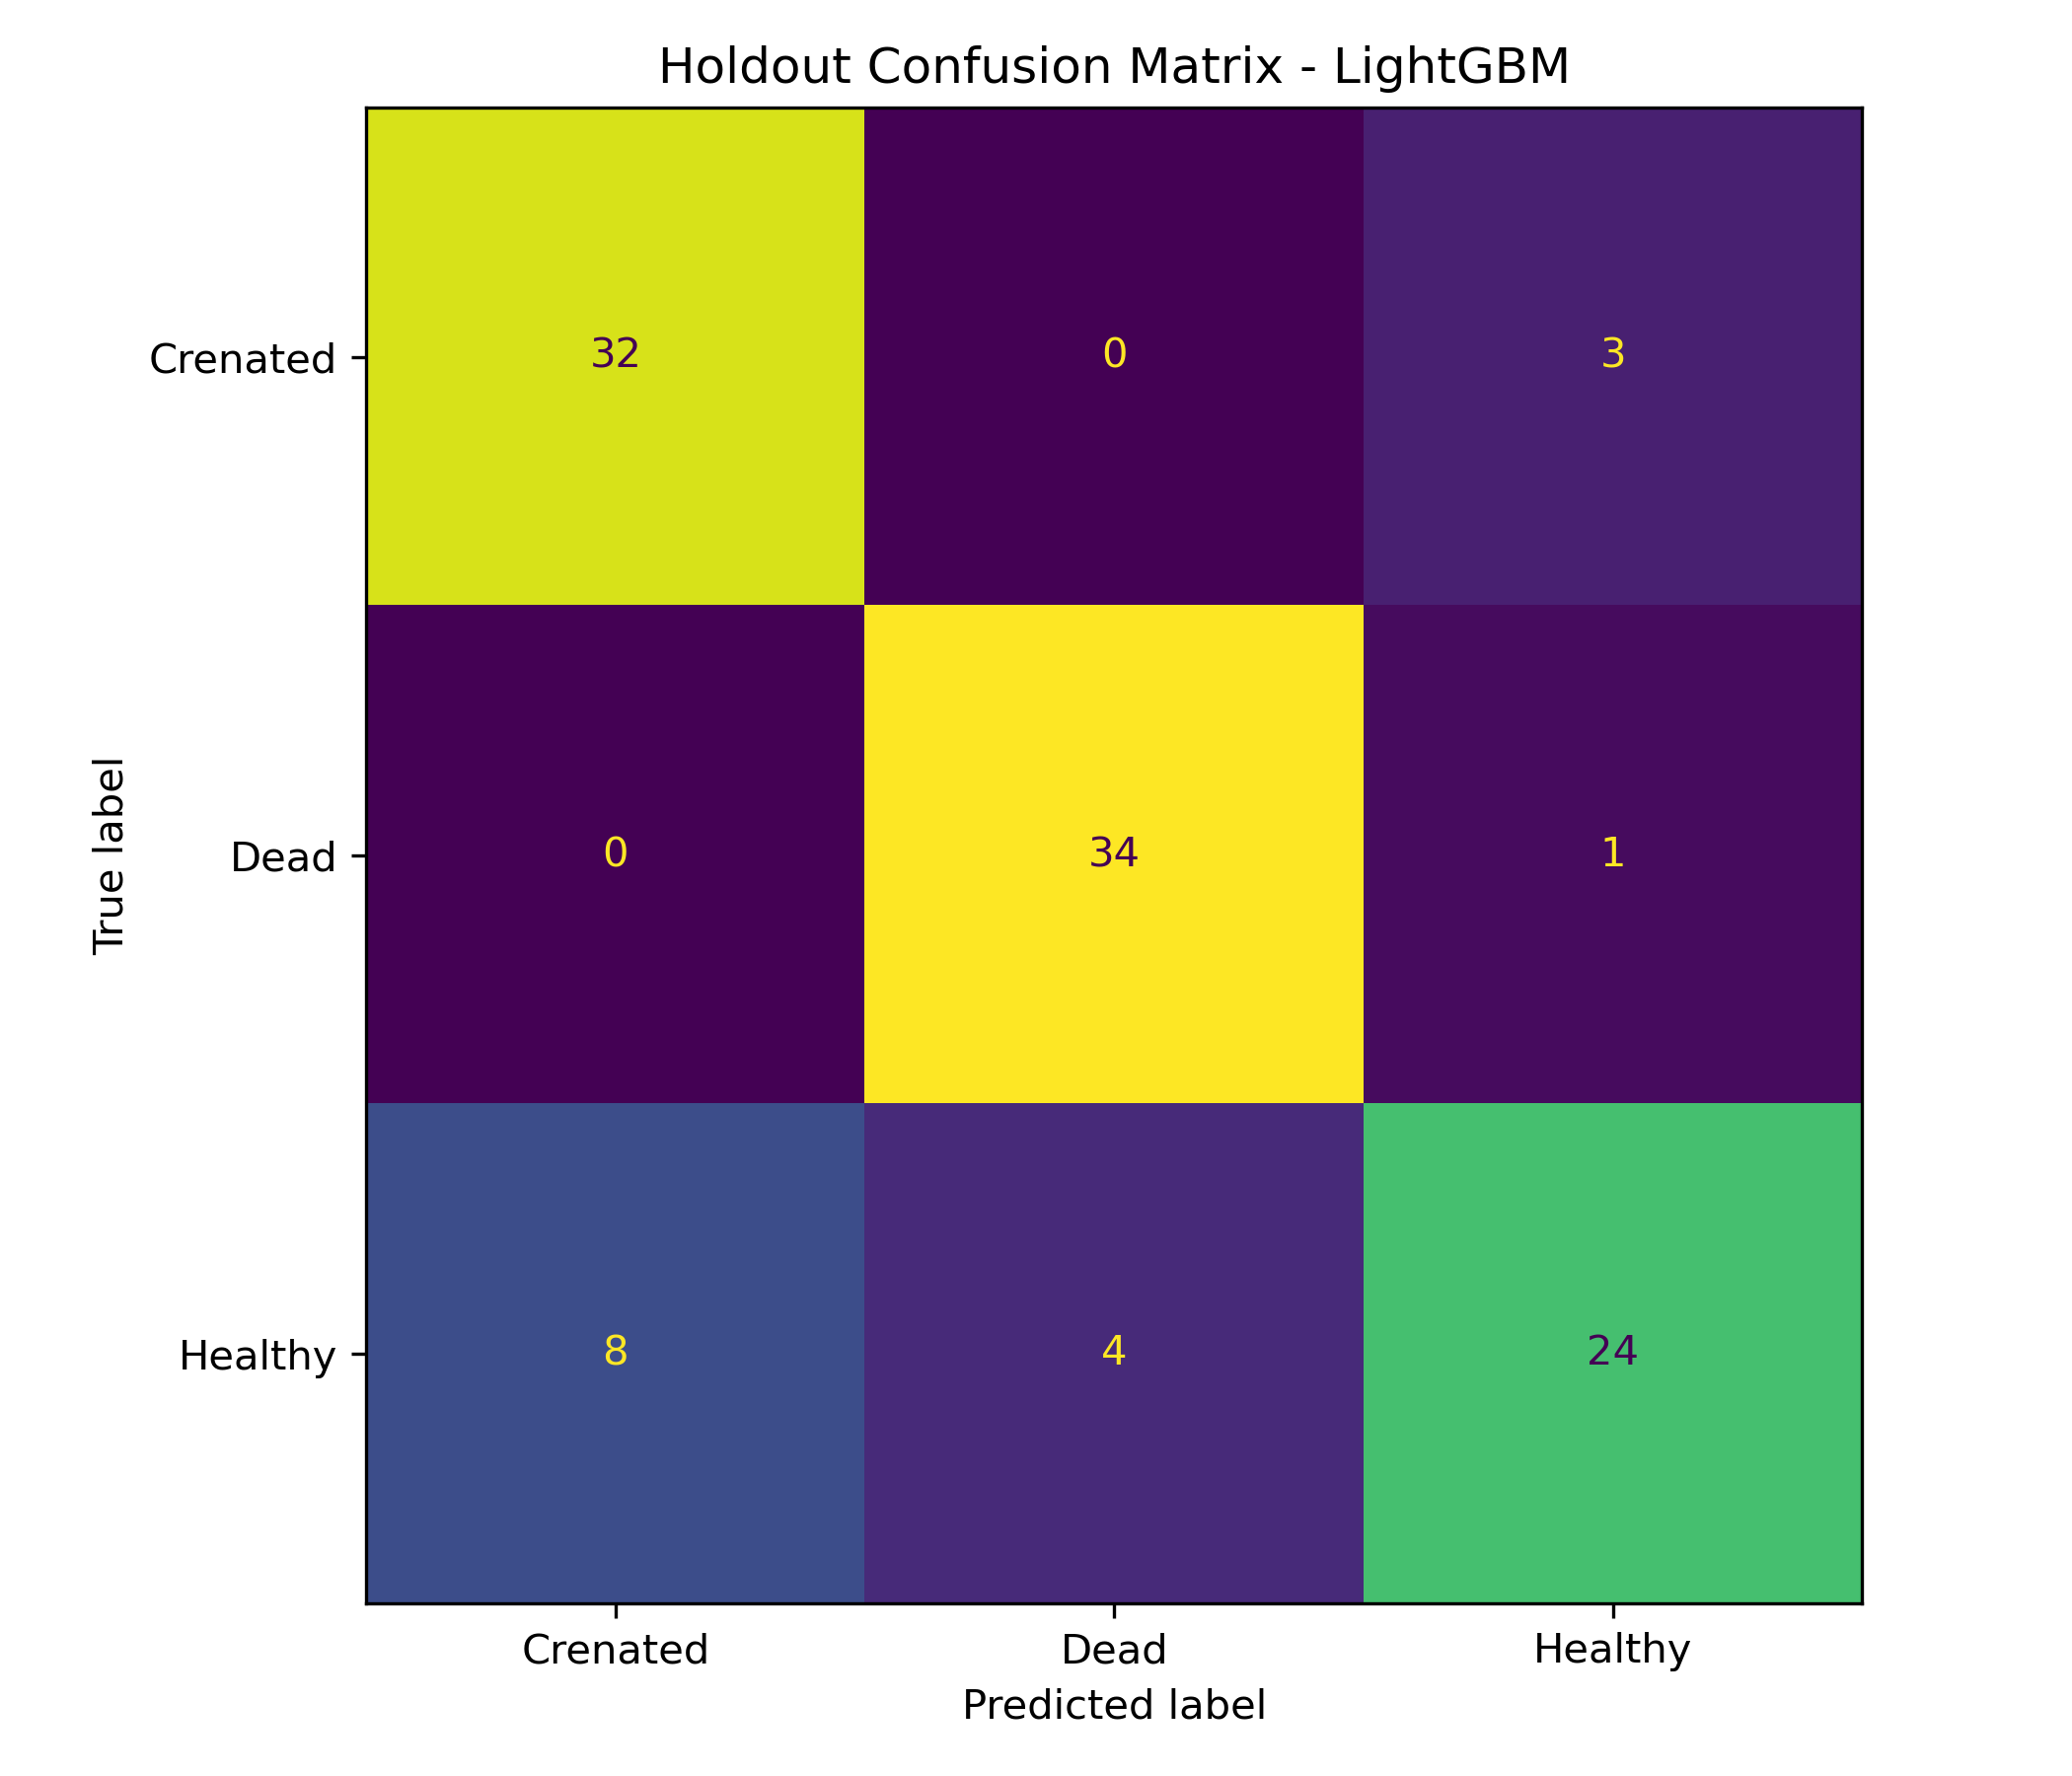 Holdout Confusion Matrix - LightGBM
Crenated 32 0 3
Dead 0 34 1
Healthy 8 4 24
True label
Crenated Dead Healthy
Predicted label